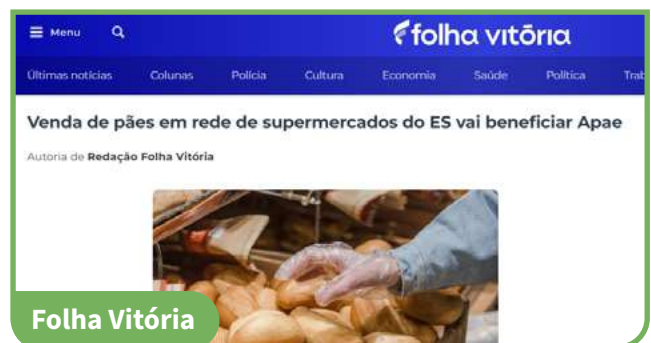 Menu
folha vitória
Últimas notícias Colunas Polícia Cultura Economia Saúde Política
Venda de pães em rede de supermercados do ES vai beneficiar Apae
Autoria de Redação Folha Vitória
Folha Vitória